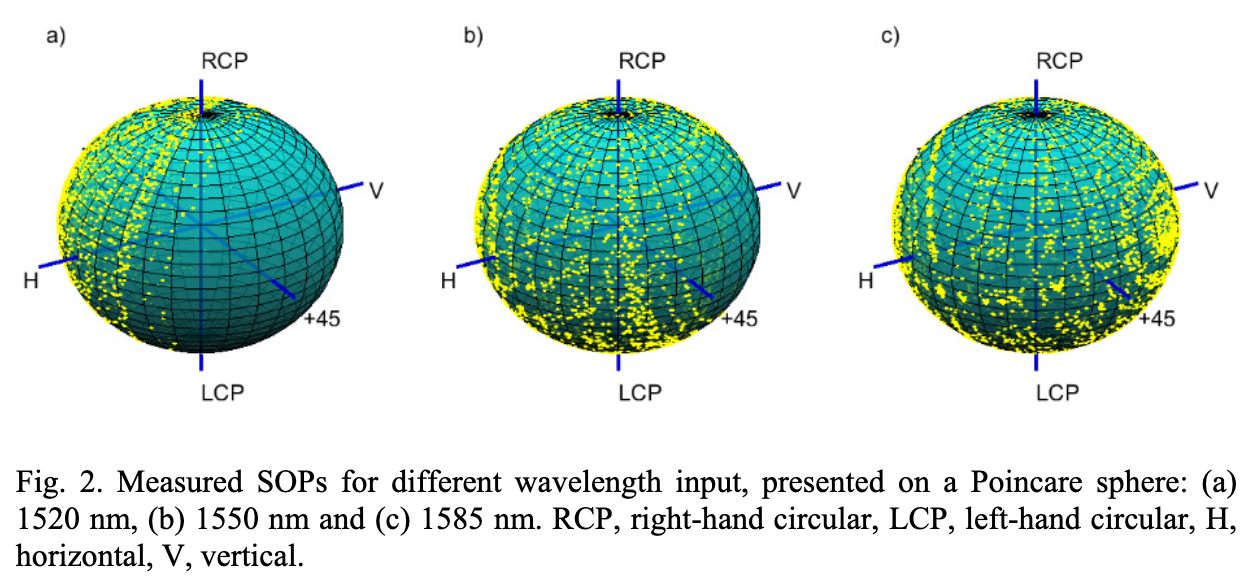 a)
RCP
V
H
+45
LCP
b)
RCP
V
H
+45
LCP
c)
RCP
V
H
+45
LCP
Fig. 2. Measured SOPs for different wavelength input, presented on a Poincare sphere: (a)
1520 nm, (b) 1550 nm and (c) 1585 nm. RCP, right-hand circular, LCP, left-hand circular, H,
horizontal, V, vertical.